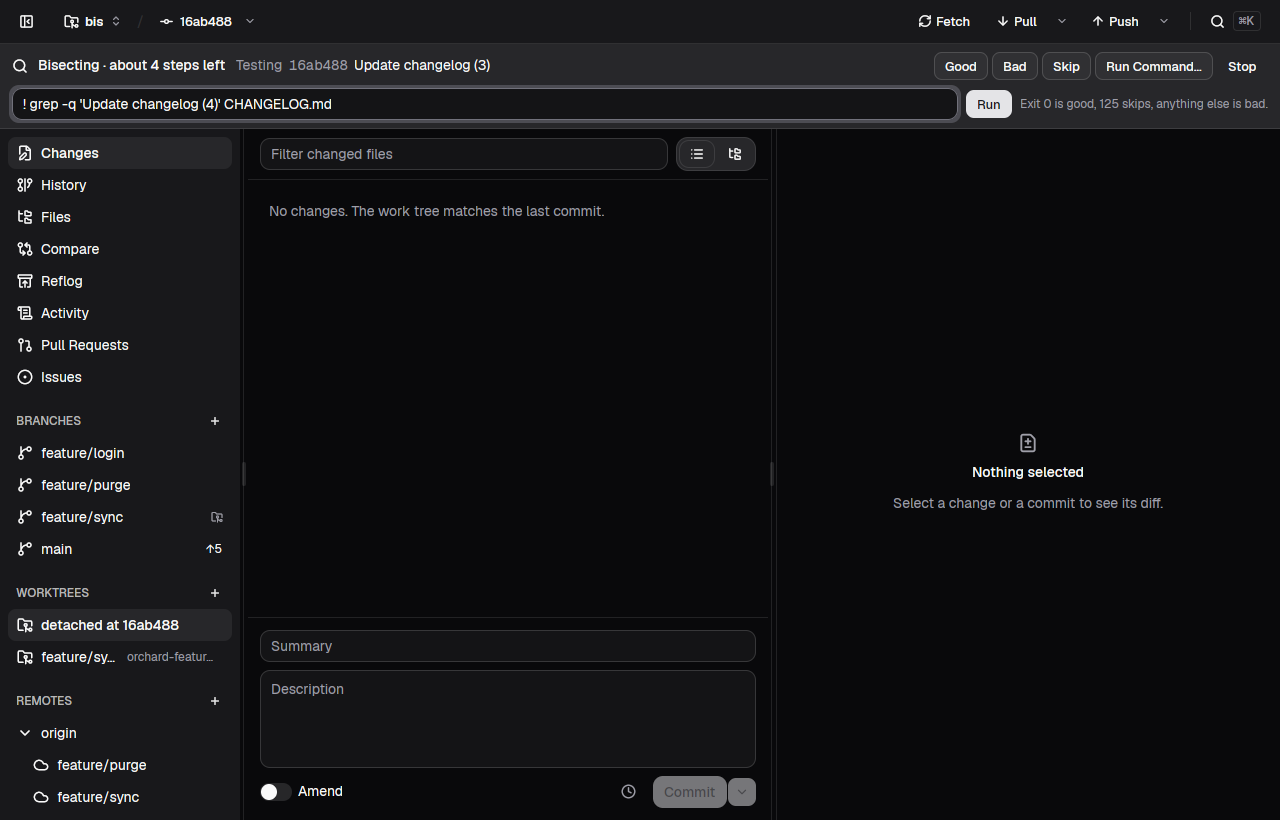 bis / 16ab488 Fetch Pull Push ⌘K
Bisecting · about 4 steps left Testing 16ab488 Update changelog (3) Good Bad Skip Run Command... Stop
! grep -q 'Update changelog (4)' CHANGELOG.md Run Exit 0 is good, 125 skips, anything else is bad.
Changes
History
Files
Compare
Reflog
Activity
Pull Requests
Issues
BRANCHES +
feature/login
feature/purge
feature/sync
main ↑5
WORKTREES +
detached at 16ab488
feature/sy... orchard-featur...
REMOTES +
origin
feature/purge
feature/sync
Filter changed files
No changes. The work tree matches the last commit.
Summary
Description
Amend Commit
Nothing selected
Select a change or a commit to see its diff.